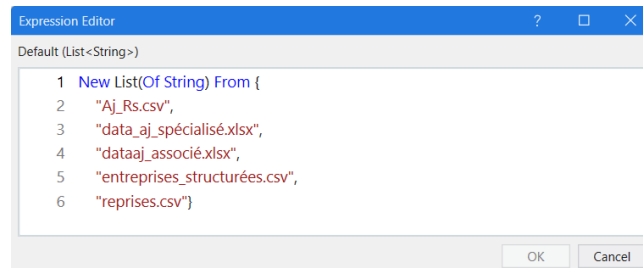 Expression Editor
Default (List<String>)
1 New List(Of String) From {
2 "Aj_Rs.csv",
3 "data_aj_spécialisé.xlsx",
4 "dataaj_associé.xlsx",
5 "entreprises_structurées.csv",
6 "reprises.csv"}
OK Cancel